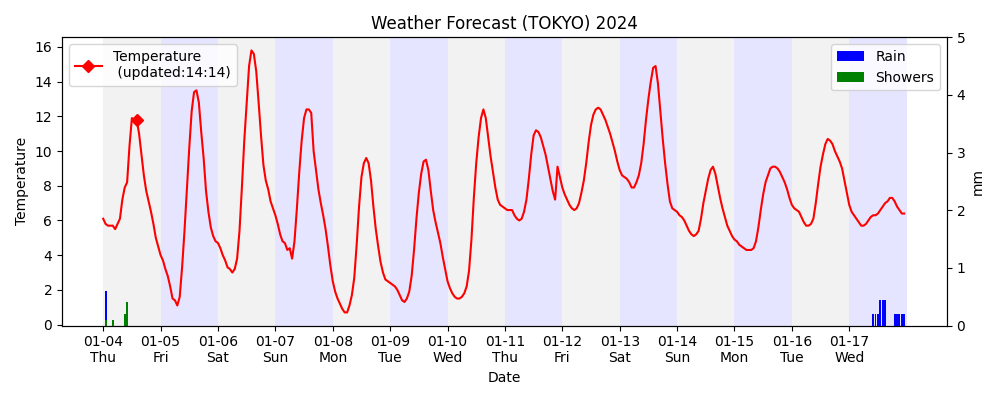 Weather Forecast (TOKYO) 2024
Temperature
(updated:14:14)
Rain
Showers
Temperature
16
14
12
10
8
6
4
2
0
5
4
3
2
1
0
mm
01-04 01-05 01-06 01-07 01-08 01-09 01-10 01-11 01-12 01-13 01-14 01-15 01-16 01-17
Thu Fri Sat Sun Mon Tue Wed Thu Fri Sat Sun Mon Tue Wed
Date